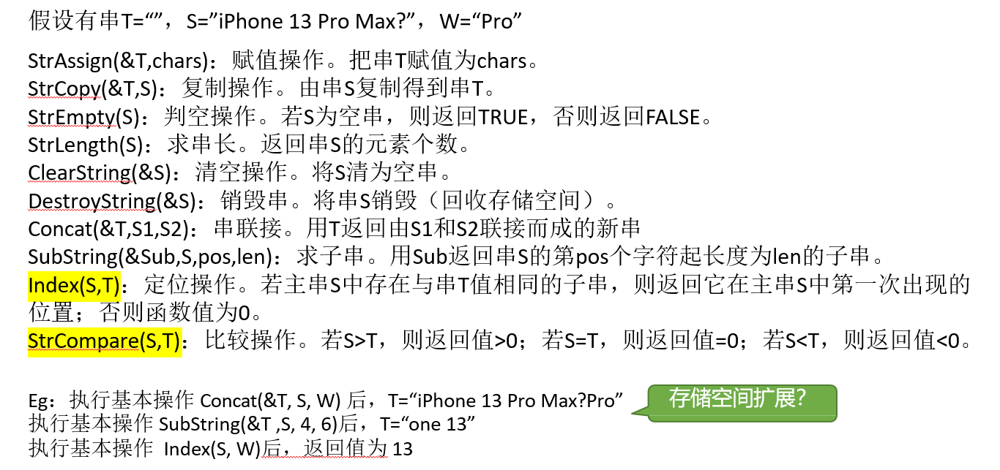 假设有串T=“”，S=”iPhone 13 Pro Max?”，W=“Pro”
StrAssign(&T,chars)：赋值操作。把串T赋值为chars。
StrCopy(&T,S)：复制操作。由串S复制得到串T。
StrEmpty(S)：判空操作。若S为空串，则返回TRUE，否则返回FALSE。
StrLength(S)：求串长。返回串S的元素个数。
ClearString(&S)：清空操作。将S清为空串。
DestroyString(&S)：销毁串。将串S销毁（回收存储空间）。
Concat(&T,S1,S2)：串联接。用T返回由S1和S2联接而成的新串
SubString(&Sub,S,pos,len)：求子串。用Sub返回串S的第pos个字符起长度为len的子串。
Index(S,T)：定位操作。若主串S中存在与串T值相同的子串，则返回它在主串S中第一次出现的
位置；否则函数值为0。
StrCompare(S,T)：比较操作。若S>T，则返回值>0；若S=T，则返回值=0；若S<T，则返回值<0。
Eg：执行基本操作 Concat(&T, S, W) 后，T=“iPhone 13 Pro Max?Pro”
存储空间扩展？
执行基本操作 SubString(&T ,S, 4, 6)后，T=“one 13”
执行基本操作 Index(S, W)后，返回值为 13